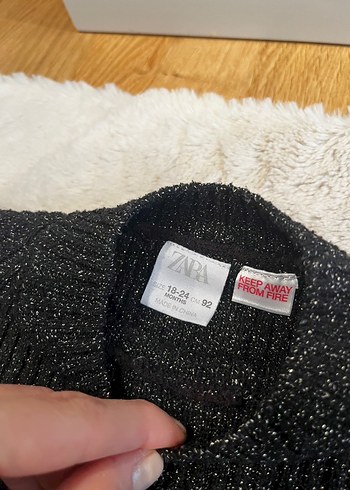 ZARA
SIZE 18-24 CM 92
MONTHS
MADE IN CHINA
KEEP AWAY
FROM FIRE